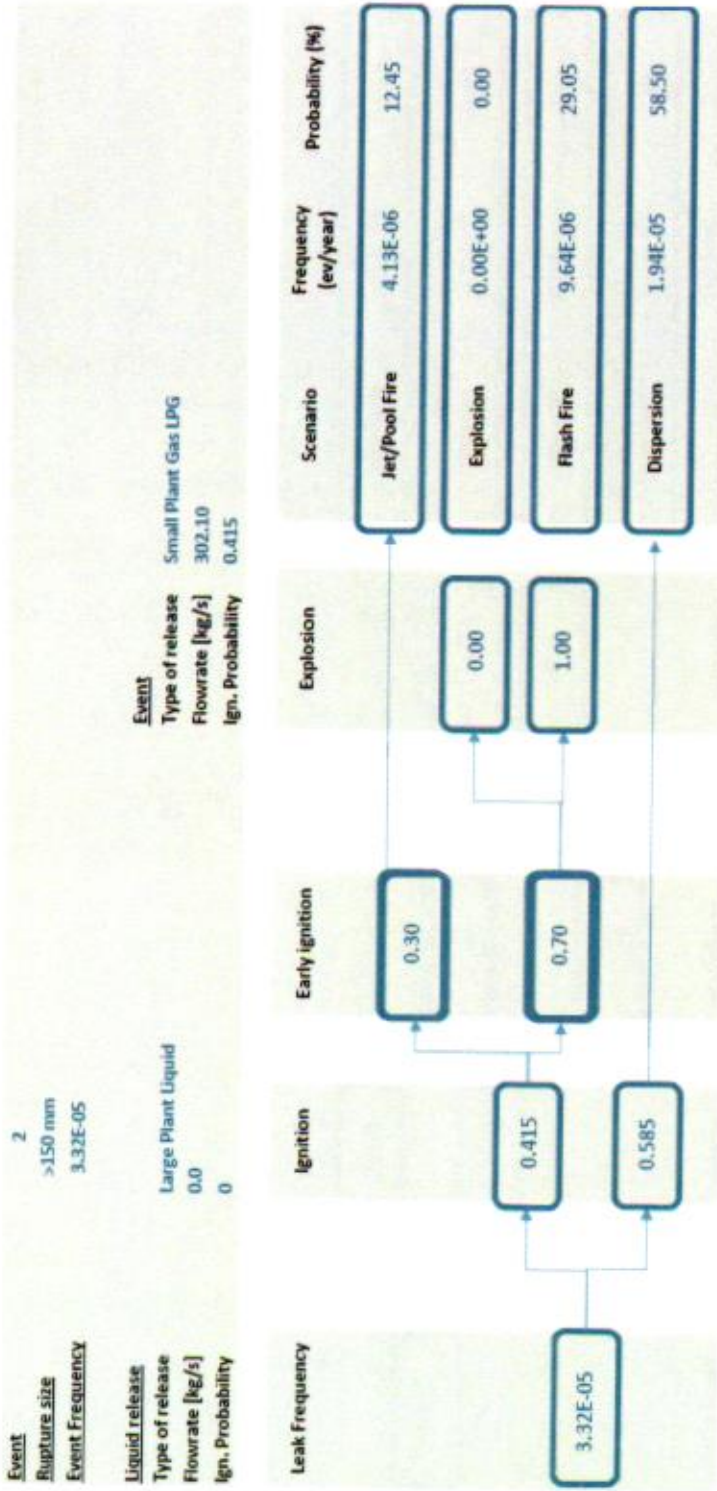 Event 2
Rupture size >150 mm
Event Frequency 3.32E-05
Liquid release
Type of release Large Plant Liquid
Flowrate [kg/s] 0.0
Ign. Probability 0
Event
Type of release Small Plant Gas LPG
Flowrate [kg/s] 302.10
Ign. Probability 0.415
Leak Frequency Ignition Early ignition Explosion Scenario Frequency (ev/year) Probability (%)
0.30 Jet/Pool Fire 4.13E-06 12.45
0.415 0.00 Explosion 0.00E+00 0.00
3.32E-05 0.70 1.00 Flash Fire 9.64E-06 29.05
0.585 Dispersion 1.94E-05 58.50